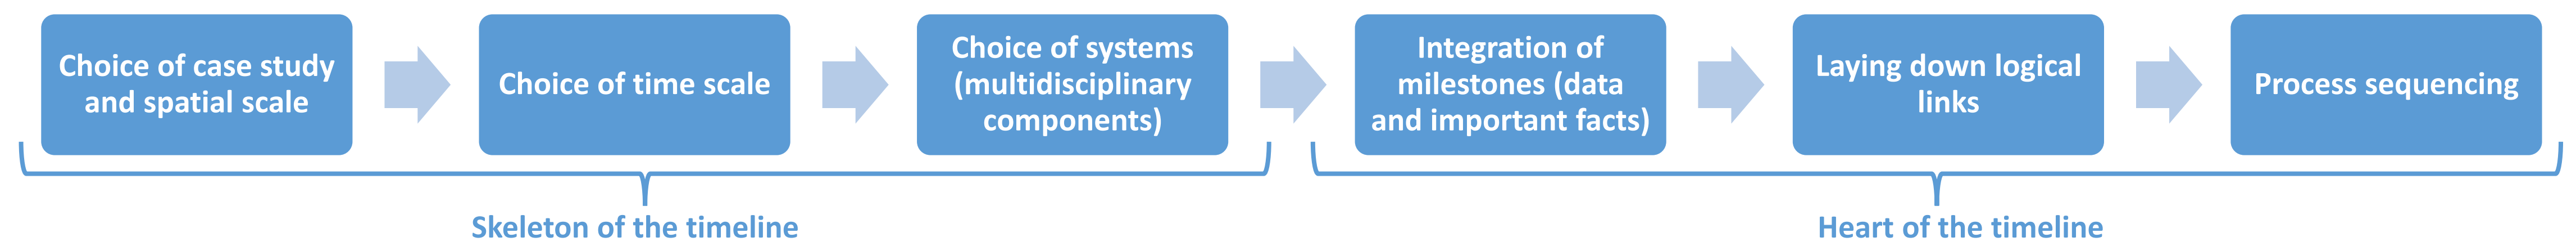 Choice of case study
and spatial scale
Choice of time scale
Choice of systems
(multidisciplinary
components)
Integration of
milestones (data
and important facts)
Laying down logical
links
Process sequencing
Skeleton of the timeline
Heart of the timeline